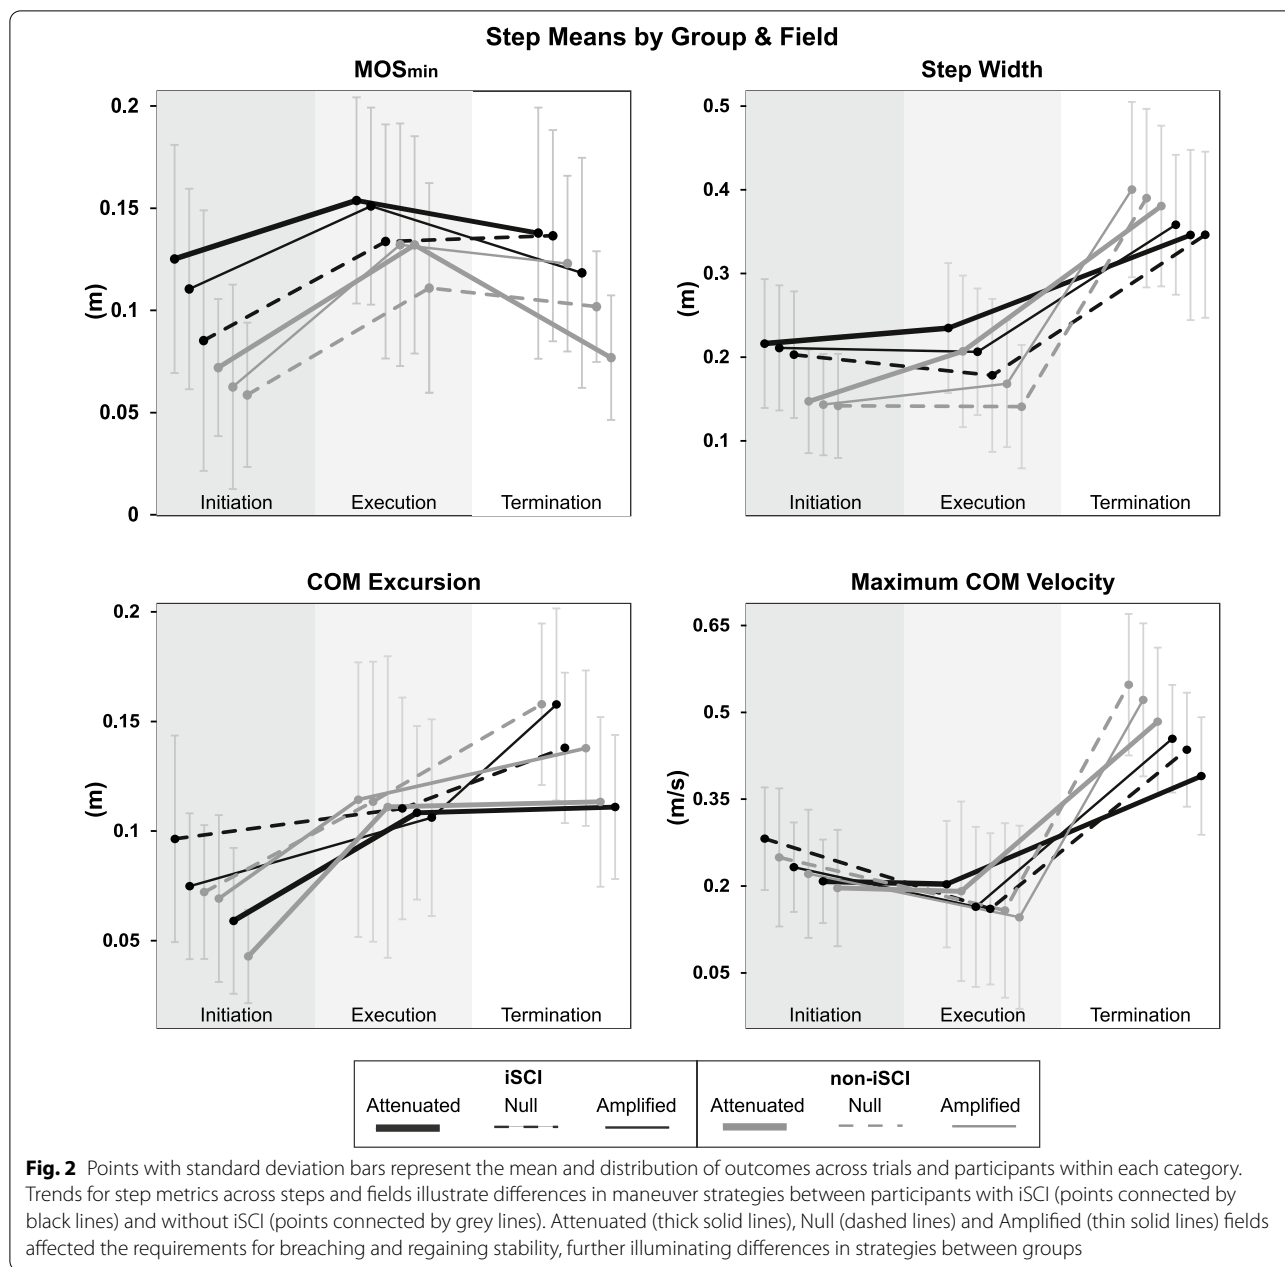 Step Means by Group & Field
MOSmin
0.2
0.15
0.1
0.05
0
(m)
Initiation Execution Termination
Step Width
0.5
0.4
0.3
0.2
0.1
(m)
Initiation Execution Termination
COM Excursion
0.2
0.15
0.1
0.05
(m)
Initiation Execution Termination
Maximum COM Velocity
0.65
0.5
0.35
0.2
0.05
(m/s)
Initiation Execution Termination
iSCI non-iSCI
Attenuated Null Amplified Attenuated Null Amplified
Fig. 2 Points with standard deviation bars represent the mean and distribution of outcomes across trials and participants within each category.
Trends for step metrics across steps and fields illustrate differences in maneuver strategies between participants with iSCI (points connected by
black lines) and without iSCI (points connected by grey lines). Attenuated (thick solid lines), Null (dashed lines) and Amplified (thin solid lines) fields
affected the requirements for breaching and regaining stability, further illuminating differences in strategies between groups